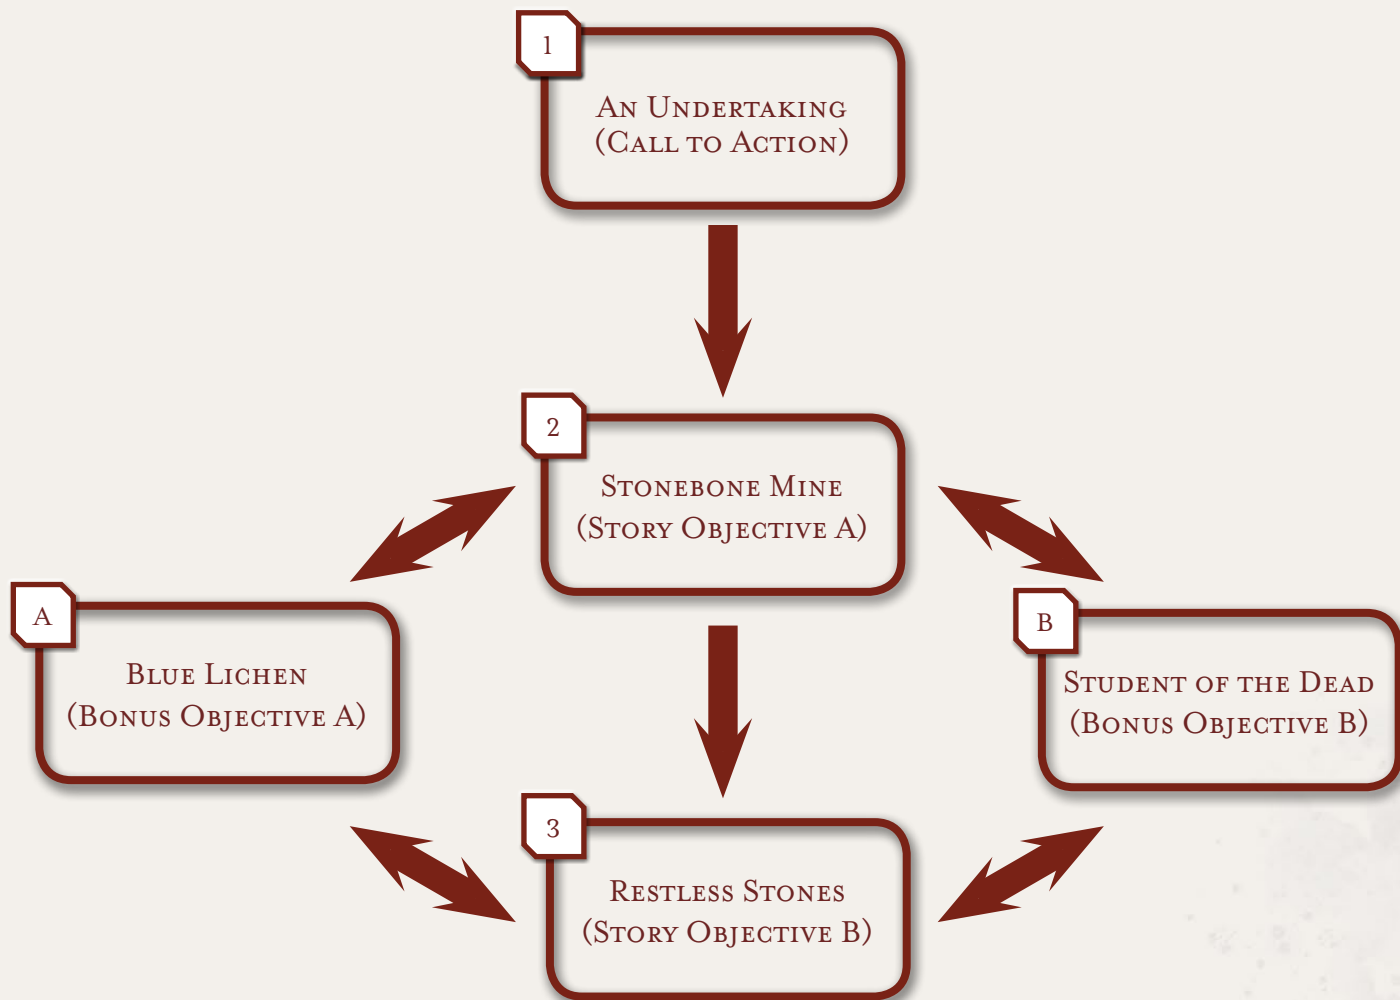 1
An Undertaking
(Call to Action)
2
Stonebone Mine
(Story Objective A)
A
Blue Lichen
(Bonus Objective A)
B
Student of the Dead
(Bonus Objective B)
3
Restless Stones
(Story Objective B)